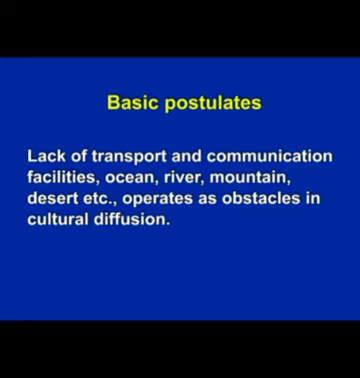 Basic postulates
Lack of transport and communication
facilities, ocean, river, mountain,
desert etc., operates as obstacles in
cultural diffusion.